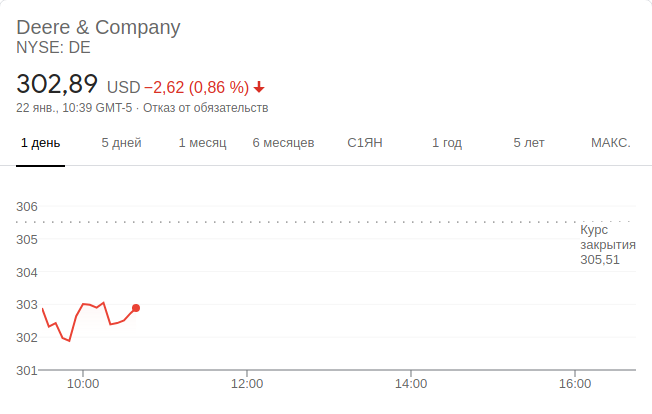 Deere & Company
NYSE: DE
302,89 USD −2,62 (0,86 %)
22 янв., 10:39 GMT-5 · Отказ от обязательств
1 день 5 дней 1 месяц 6 месяцев С1ЯН 1 год 5 лет МАКС.
306
305
304
303
302
301
Курс
закрытия
305,51
10:00 12:00 14:00 16:00